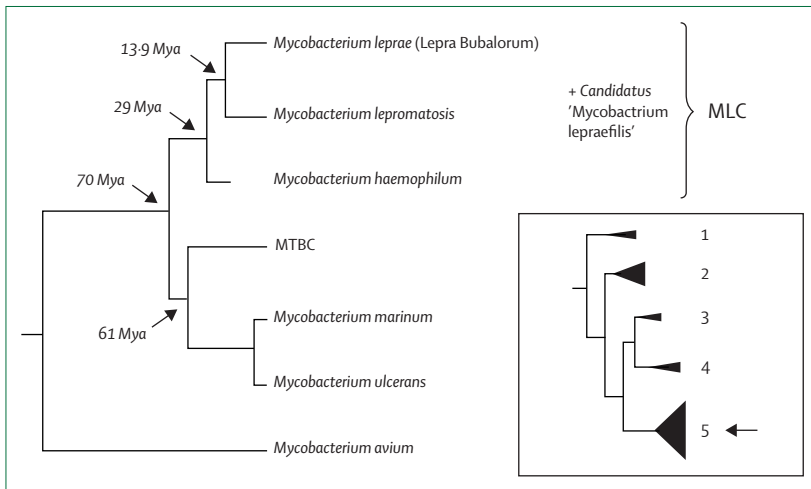 13·9 Mya
Mycobacterium leprae (Lepra Bubalorum)
+ Candidatus
'Mycobactrium
lepraefilis'
MLC
29 Mya
Mycobacterium lepromatosis
70 Mya
Mycobacterium haemophilum
MTBC
61 Mya
Mycobacterium marinum
Mycobacterium ulcerans
Mycobacterium avium
1
2
3
4
5